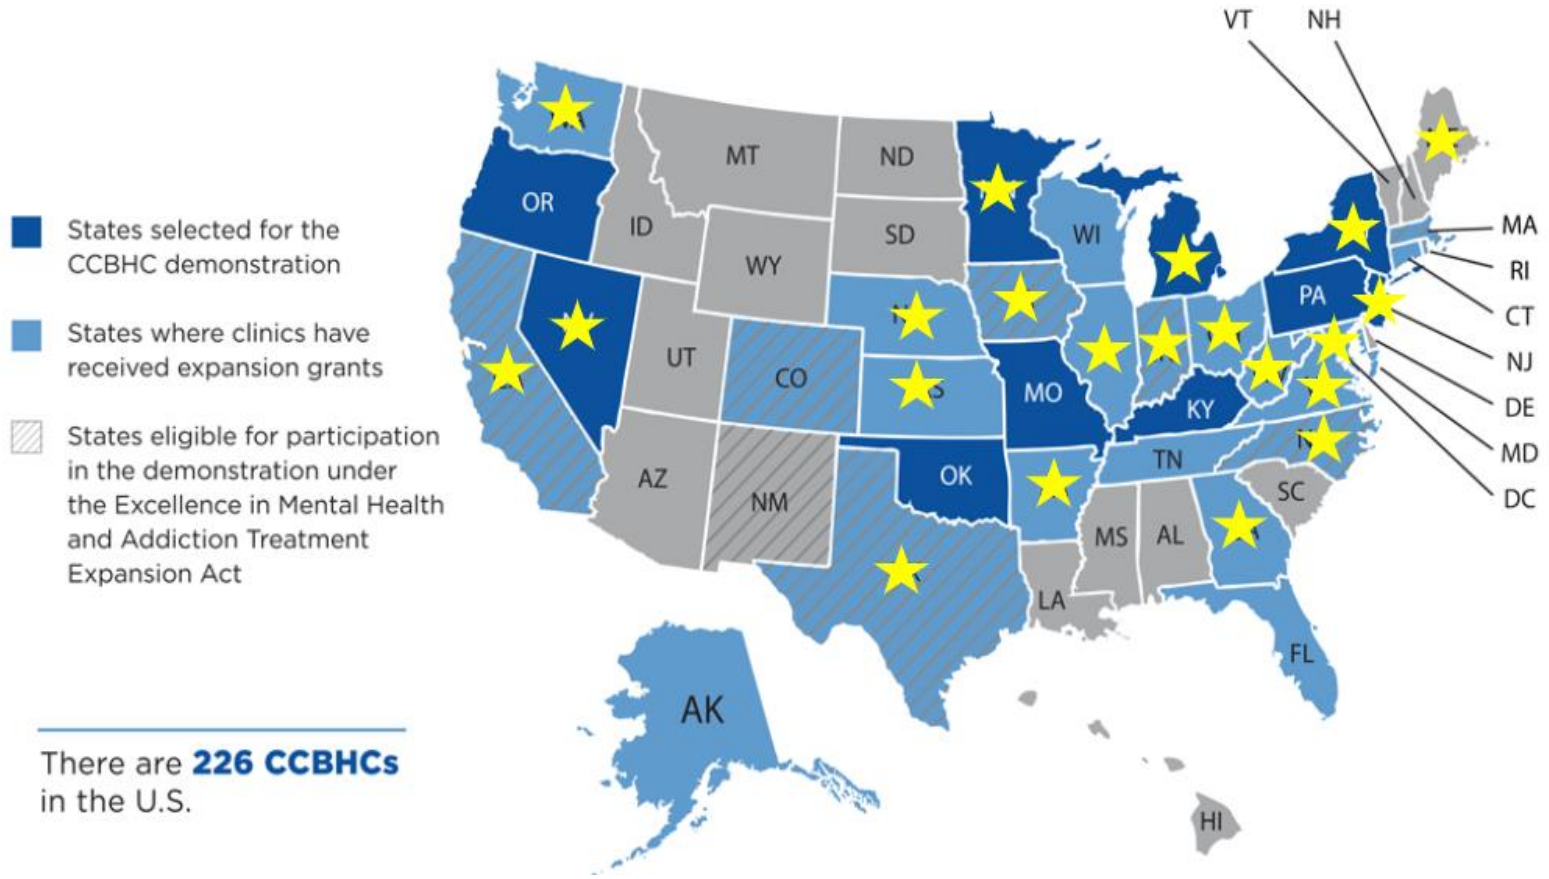 VT
NH
MT
ND
OR
ID
SD
WI
MA
States selected for the
CCBHC demonstration
WY
RI
PA
CT
States where clinics have
received expansion grants
UT
CO
NJ
MO
KY
DE
States eligible for participation
in the demonstration under
the Excellence in Mental Health
and Addiction Treatment
Expansion Act
TN
MD
AZ
NM
OK
SC
DC
MS
AL
LA
FL
AK
There are 226 CCBHCs
in the U.S.
HI